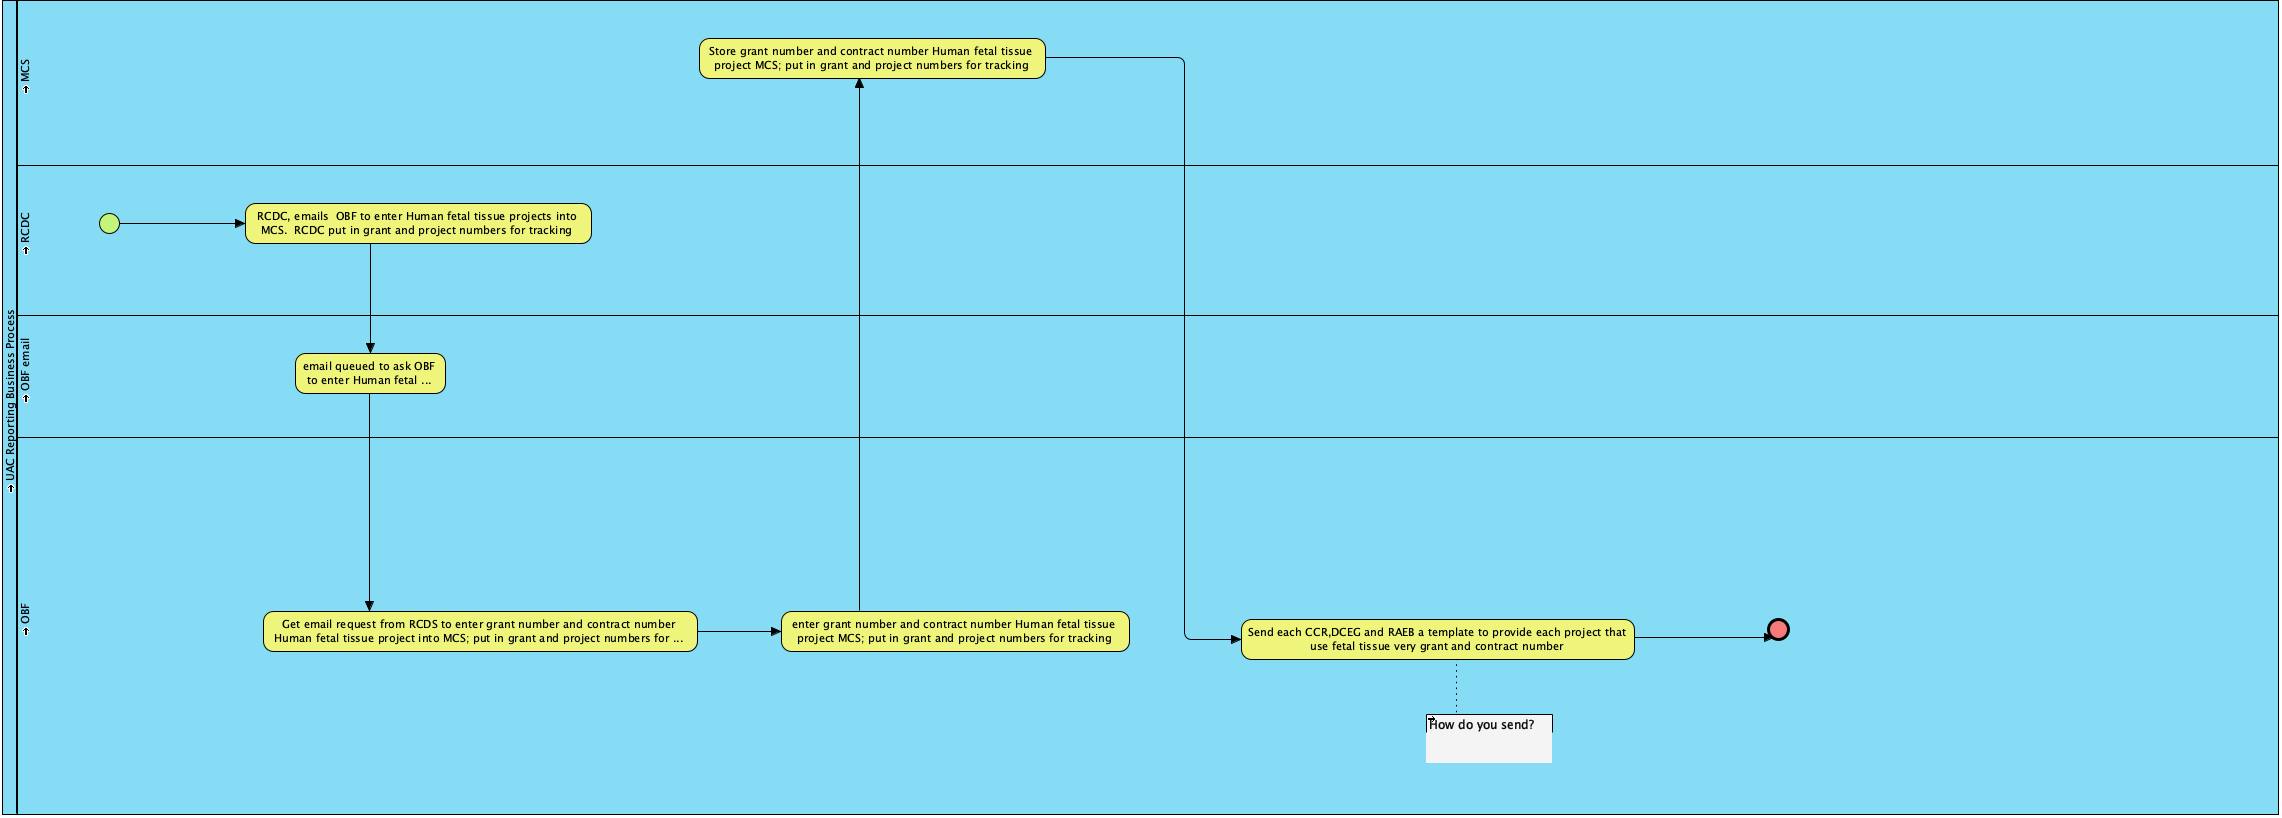 UAC Reporting Business Process
MCS
Store grant number and contract number Human fetal tissue
project MCS; put in grant and project numbers for tracking
RCDC
RCDC, emails  OBF to enter Human fetal tissue projects into
MCS.  RCDC put in grant and project numbers for tracking
OBF email
email queued to ask OBF
to enter Human fetal ...
OBF
Get email request from RCDS to enter grant number and contract number
Human fetal tissue project into MCS; put in grant and project numbers for ...
enter grant number and contract number Human fetal tissue
project MCS; put in grant and project numbers for tracking
Send each CCR,DCEG and RAEB a template to provide each project that
use fetal tissue very grant and contract number
How do you send?